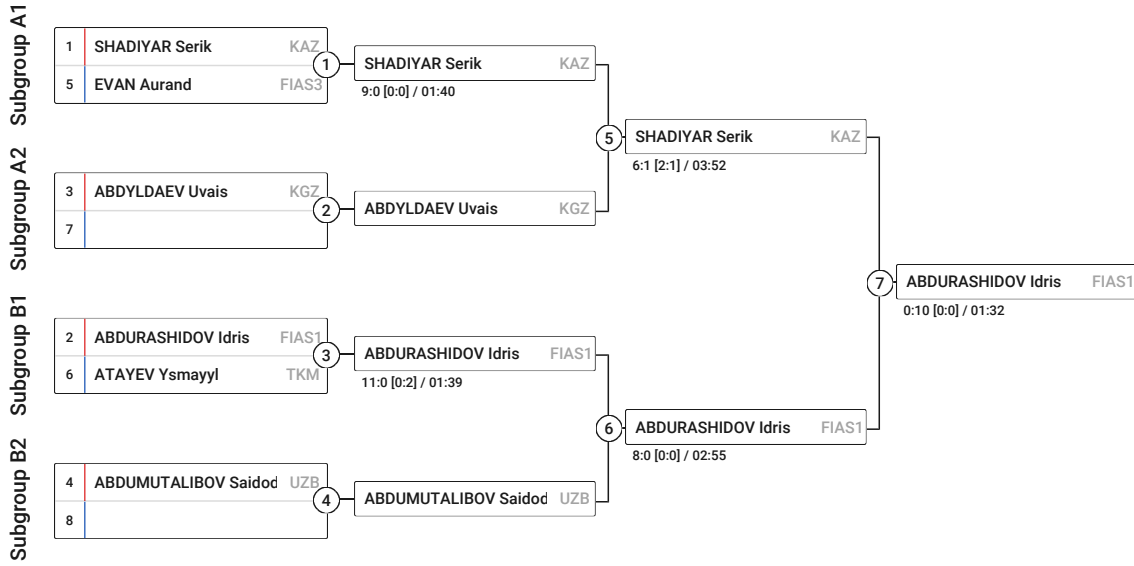 Subgroup A1
1 SHADIYAR Serik KAZ
5 EVAN Aurand FIAS3
1
SHADIYAR Serik KAZ
9:0 [0:0] / 01:40
5
SHADIYAR Serik KAZ
6:1 [2:1] / 03:52
Subgroup A2
3 ABDYLDAEV Uvais KGZ
7
2
ABDYLDAEV Uvais KGZ
7
ABDURASHIDOV Idris FIAS1
0:10 [0:0] / 01:32
Subgroup B1
2 ABDURASHIDOV Idris FIAS1
6 ATAYEV Ysmayyl TKM
3
ABDURASHIDOV Idris FIAS1
11:0 [0:2] / 01:39
6
ABDURASHIDOV Idris FIAS1
8:0 [0:0] / 02:55
Subgroup B2
4 ABDUMUTALIBOV Saidod UZB
8
4
ABDUMUTALIBOV Saidod UZB